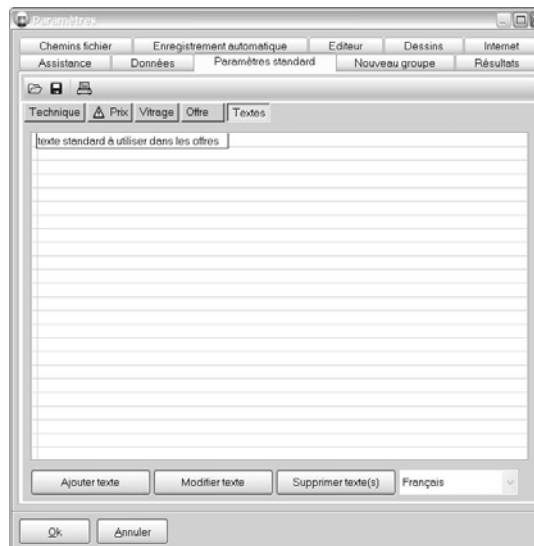 Paramètres
Chemins fichier Enregistrement automatique Editeur Dessins Internet
Assistance Données Paramètres standard Nouveau groupe Résultats
Technique Prix Vitrage Offre Textes
texte standard à utiliser dans les offres
Ajouter texte Modifier texte Supprimer texte(s) Français
Ok Annuler